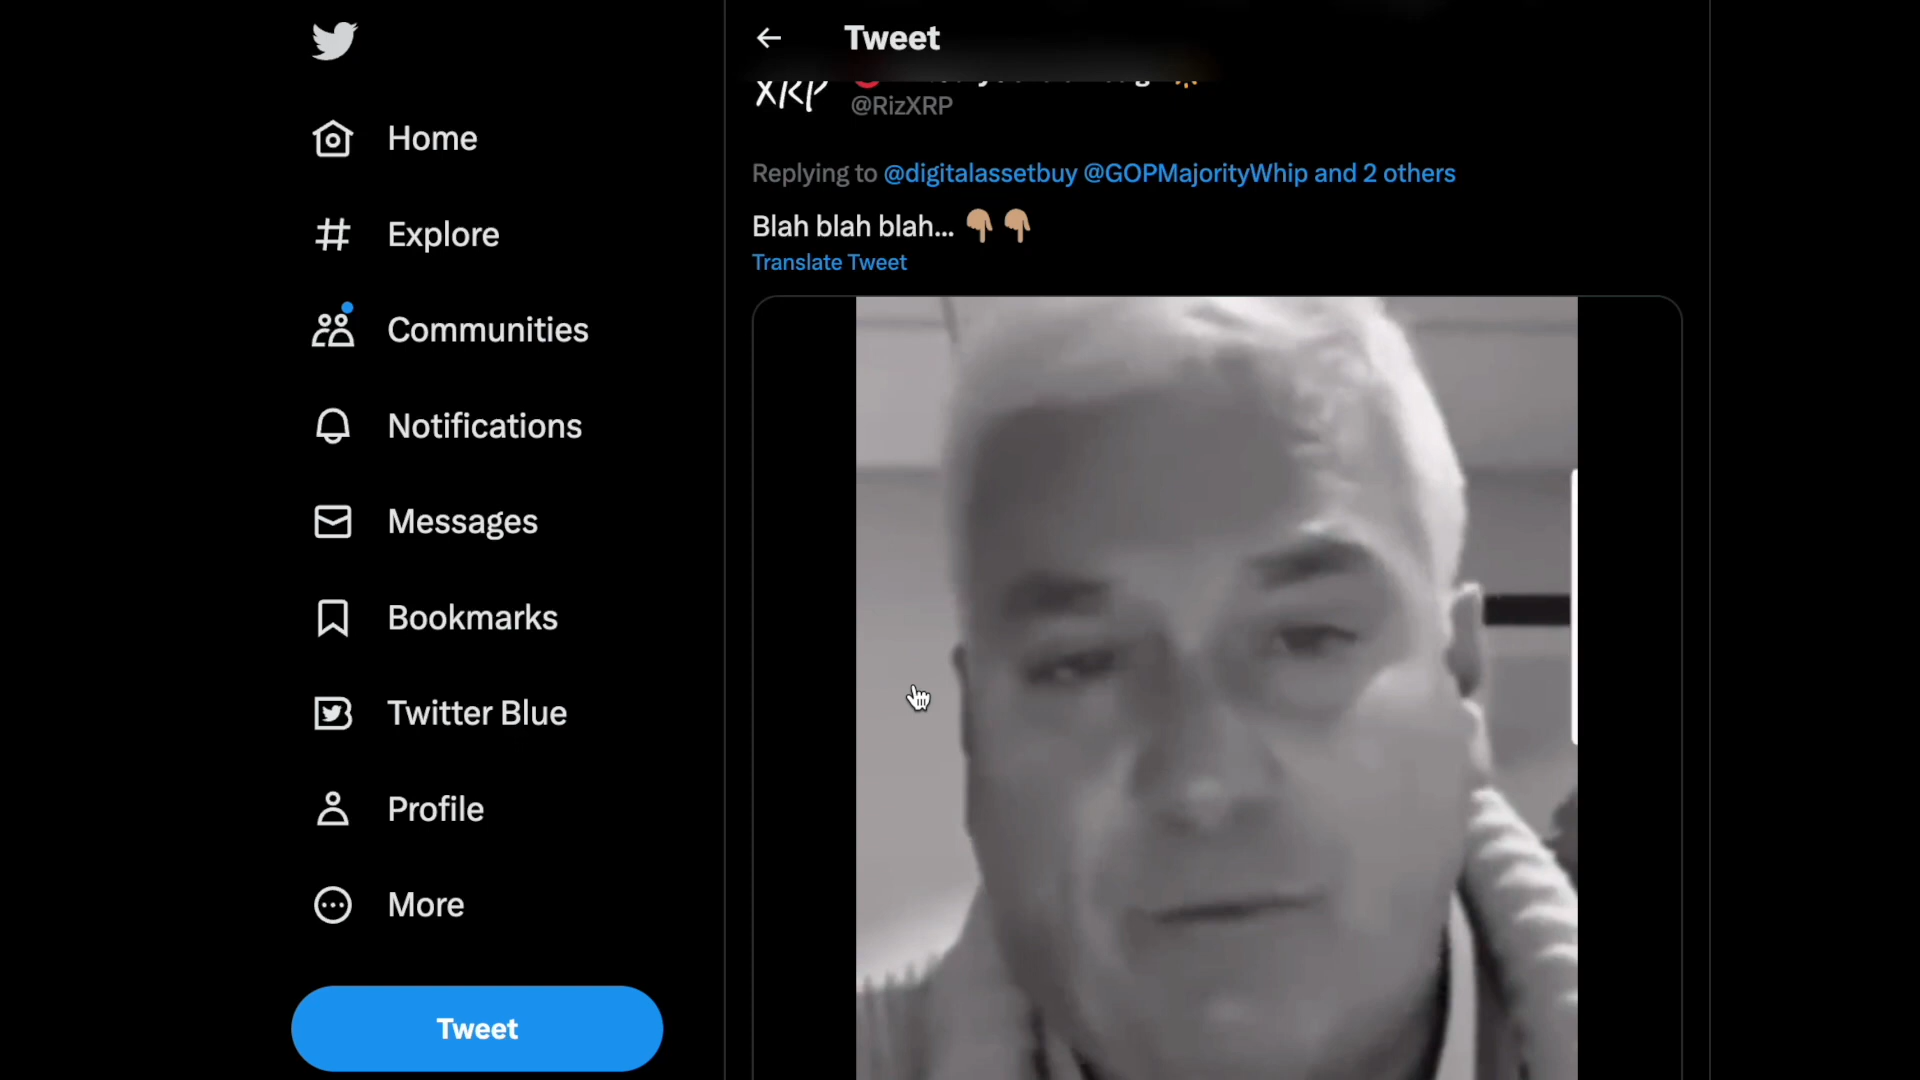 Tweet
XRP
@RizXRP
Replying to @digitalassetbuy @GOPMajorityWhip and 2 others
Blah blah blah... 👇🏽👇🏽
Translate Tweet
Home
Explore
Communities
Notifications
Messages
Bookmarks
Twitter Blue
Profile
More
Tweet